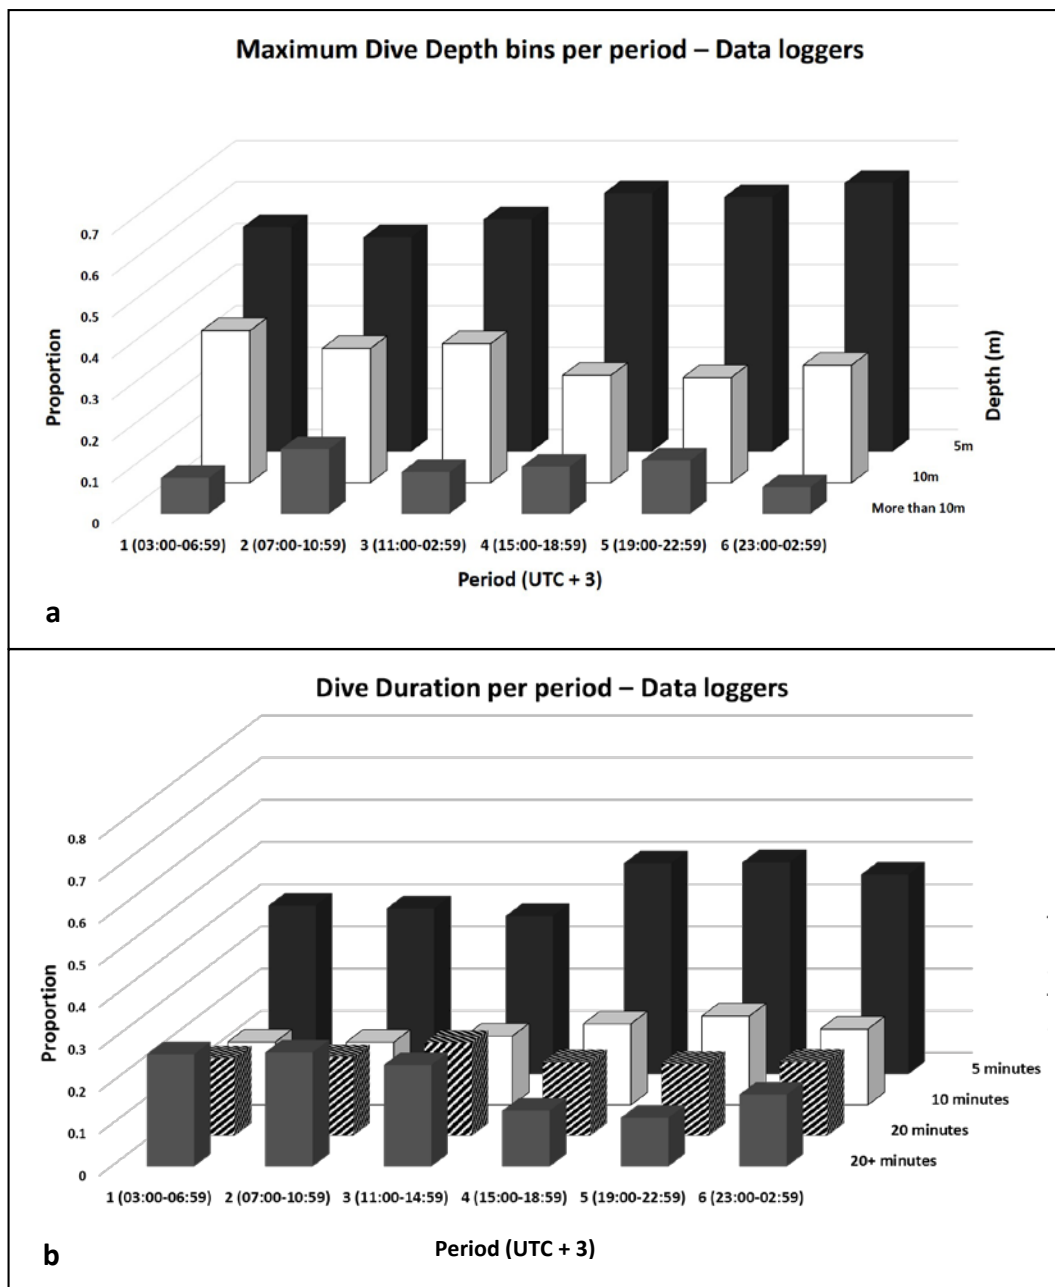 Maximum Dive Depth bins per period – Data loggers
0.7
0.6
0.5
0.4
0.3
0.2
0.1
0
Proportion
Depth (m)
5m
10m
More than 10m
1 (03:00-06:59) 2 (07:00-10:59) 3 (11:00-02:59) 4 (15:00-18:59) 5 (19:00-22:59) 6 (23:00-02:59)
Period (UTC + 3)
a
Dive Duration per period – Data loggers
0.8
0.7
0.6
0.5
0.4
0.3
0.2
0.1
0
Proportion
5 minutes
10 minutes
20 minutes
20+ minutes
1 (03:00-06:59) 2 (07:00-10:59) 3 (11:00-14:59) 4 (15:00-18:59) 5 (19:00-22:59) 6 (23:00-02:59)
Period (UTC + 3)
b